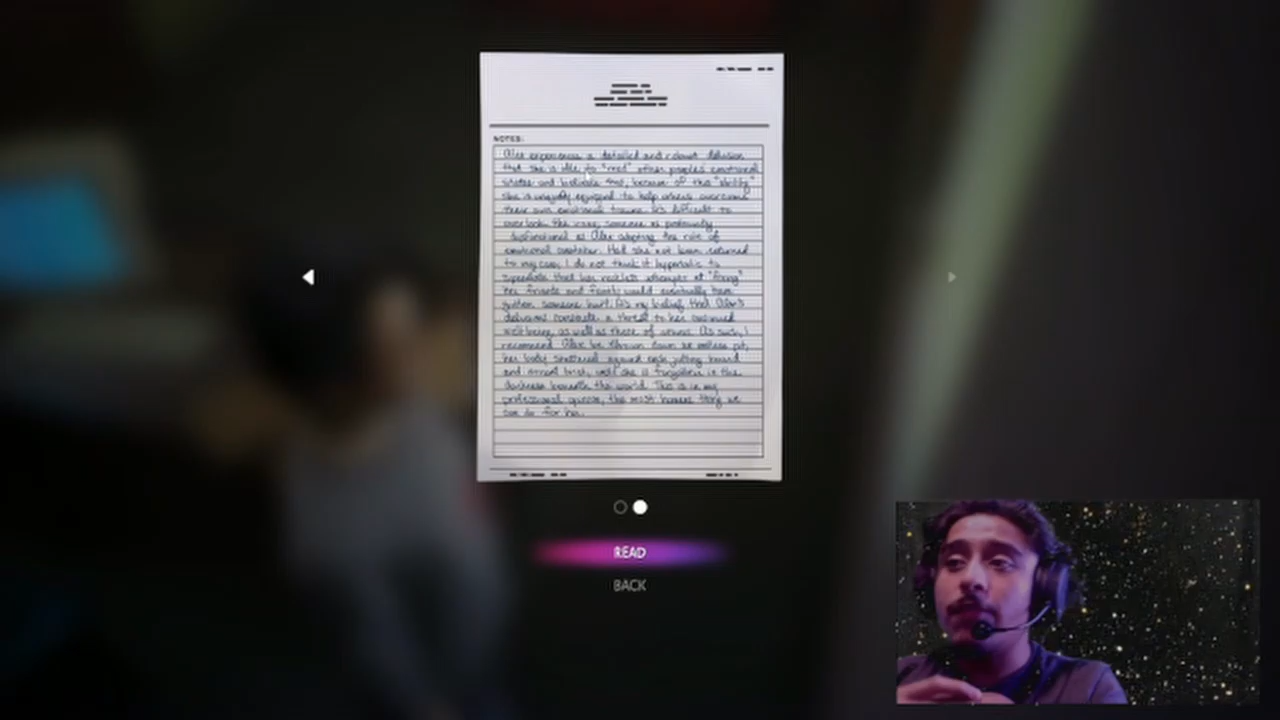 NOTES:
Alex experiences a detailed and robust delusion
that she is able to "read" other peoples' emotional
states and believes that, because of this "ability",
she is uniquely equipped to help others overcome
their own emotional trauma. It's difficult to
overlook the irony, someone as profoundly
dysfunctional as Alex adopting the role of
emotional caretaker. Had she not been returned
to my care, I do not think it hyperbolic to
speculate that her reckless attempts at "fixing"
her friends and family would eventually have
gotten someone hurt. It's my belief that Alex's
delusions constitute a threat to her continued
well being, as well as those of others. As such, I
recommend Alex be thrown down an endless pit,
her body shattered against each jutting board
and errant brick, until she is forgotten in the
darkness beneath the world. This is in my
professional opinion, the most humane thing we
can do for her.
READ
BACK